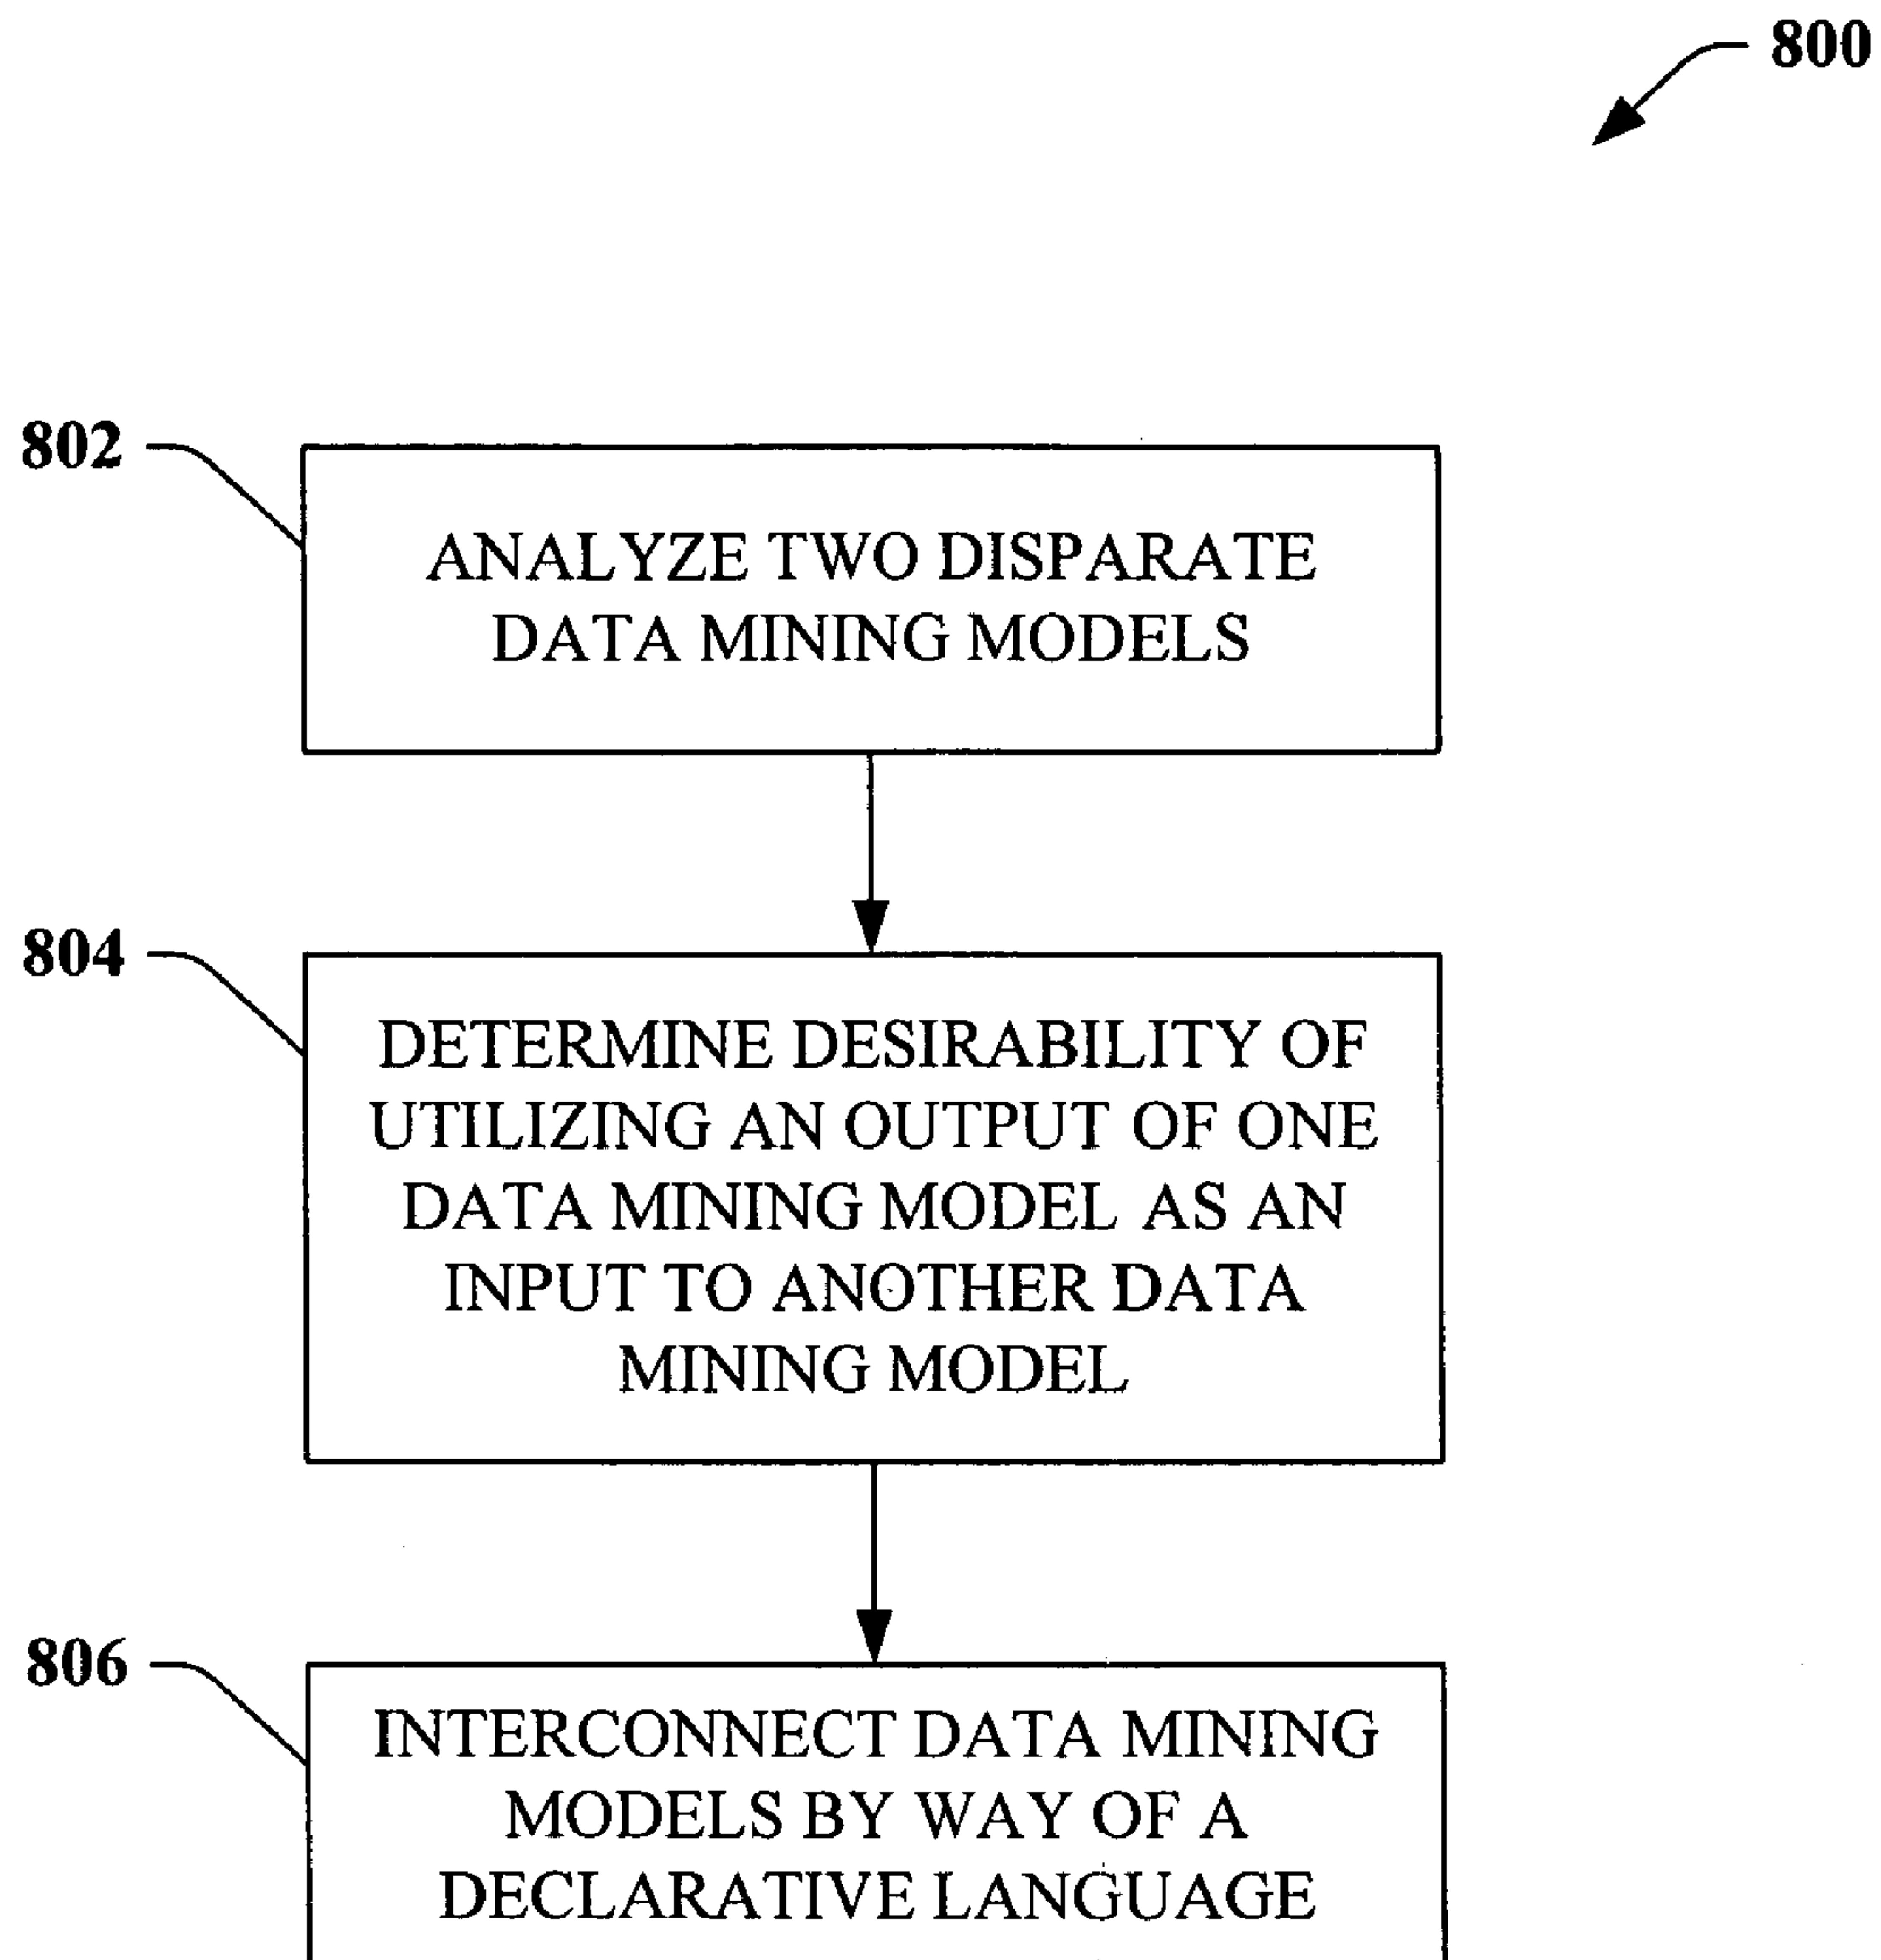 800
802
ANALYZE TWO DISPARATE
DATA MINING MODELS
804
DETERMINE DESIRABILITY OF
UTILIZING AN OUTPUT OF ONE
DATA MINING MODEL AS AN
INPUT TO ANOTHER DATA
MINING MODEL
806
INTERCONNECT DATA MINING
MODELS BY WAY OF A
DECLARATIVE LANGUAGE